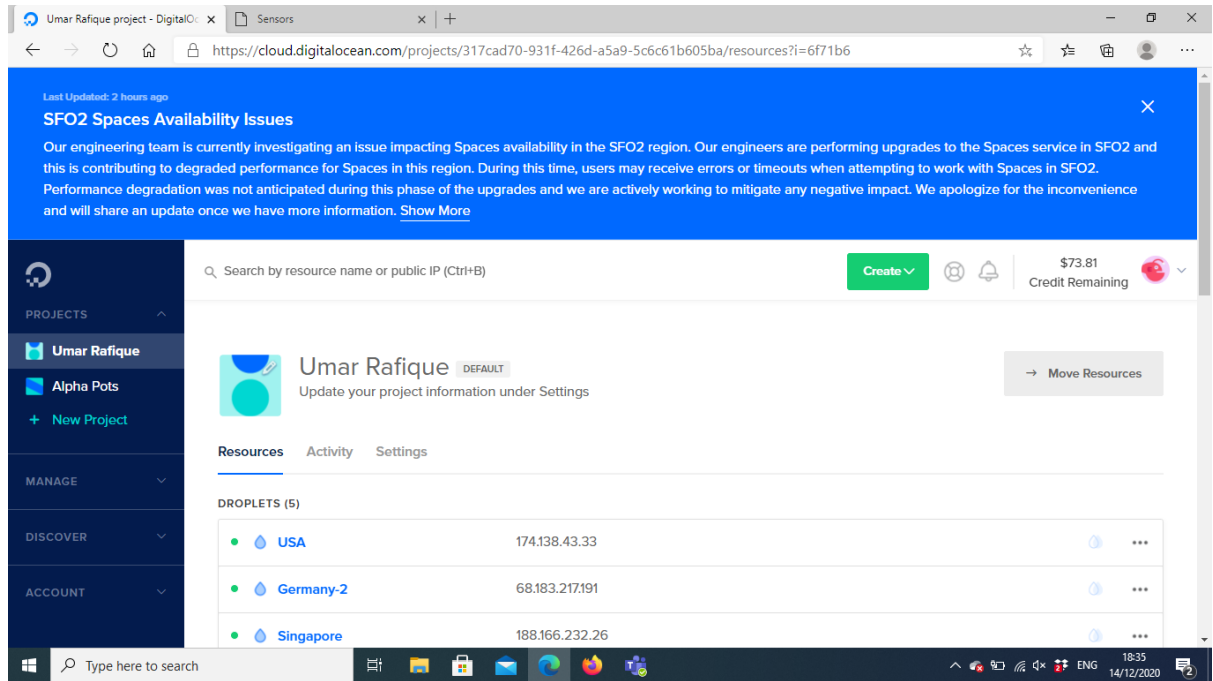 Umar Rafique project - DigitalOc
Sensors
https://cloud.digitalocean.com/projects/317cad70-931f-426d-a5a9-5c6c61b605ba/resources?i=6f71b6
Last Updated: 2 hours ago
SFO2 Spaces Availability Issues
Our engineering team is currently investigating an issue impacting Spaces availability in the SFO2 region. Our engineers are performing upgrades to the Spaces service in SFO2 and
this is contributing to degraded performance for Spaces in this region. During this time, users may receive errors or timeouts when attempting to work with Spaces in SFO2.
Performance degradation was not anticipated during this phase of the upgrades and we are actively working to mitigate any negative impact. We apologize for the inconvenience
and will share an update once we have more information. Show More
Search by resource name or public IP (Ctrl+B)
Create
$73.81
Credit Remaining
PROJECTS
Umar Rafique
Alpha Pots
+ New Project
MANAGE
DISCOVER
ACCOUNT
Umar Rafique DEFAULT
Update your project information under Settings
→ Move Resources
Resources Activity Settings
DROPLETS (5)
USA 174.138.43.33
Germany-2 68.183.217.191
Singapore 188.166.232.26
Type here to search
ENG
18:35
14/12/2020
2